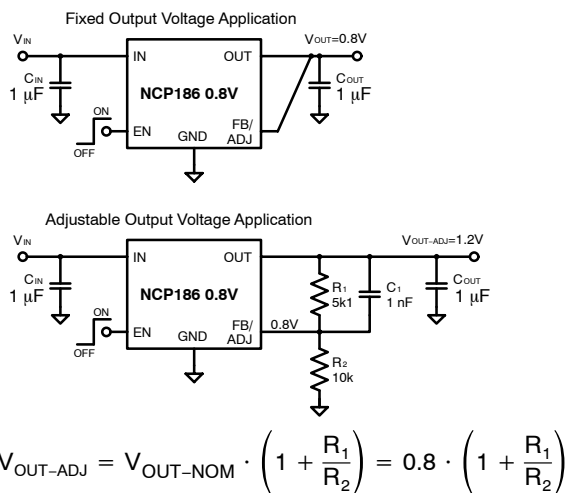 Fixed Output Voltage Application
VIN
VOUT=0.8V
IN
OUT
CIN
1 μF
NCP186 0.8V
COUT
1 μF
ON
OFF
EN
GND
FB/
ADJ
Adjustable Output Voltage Application
VIN
VOUT-ADJ=1.2V
IN
OUT
CIN
1 μF
NCP186 0.8V
R1
5k1
C1
1 nF
COUT
1 μF
ON
OFF
EN
GND
FB/
ADJ
0.8V
R2
10k
VOUT−ADJ = VOUT−NOM · (1 + R1/R2) = 0.8 · (1 + R1/R2)